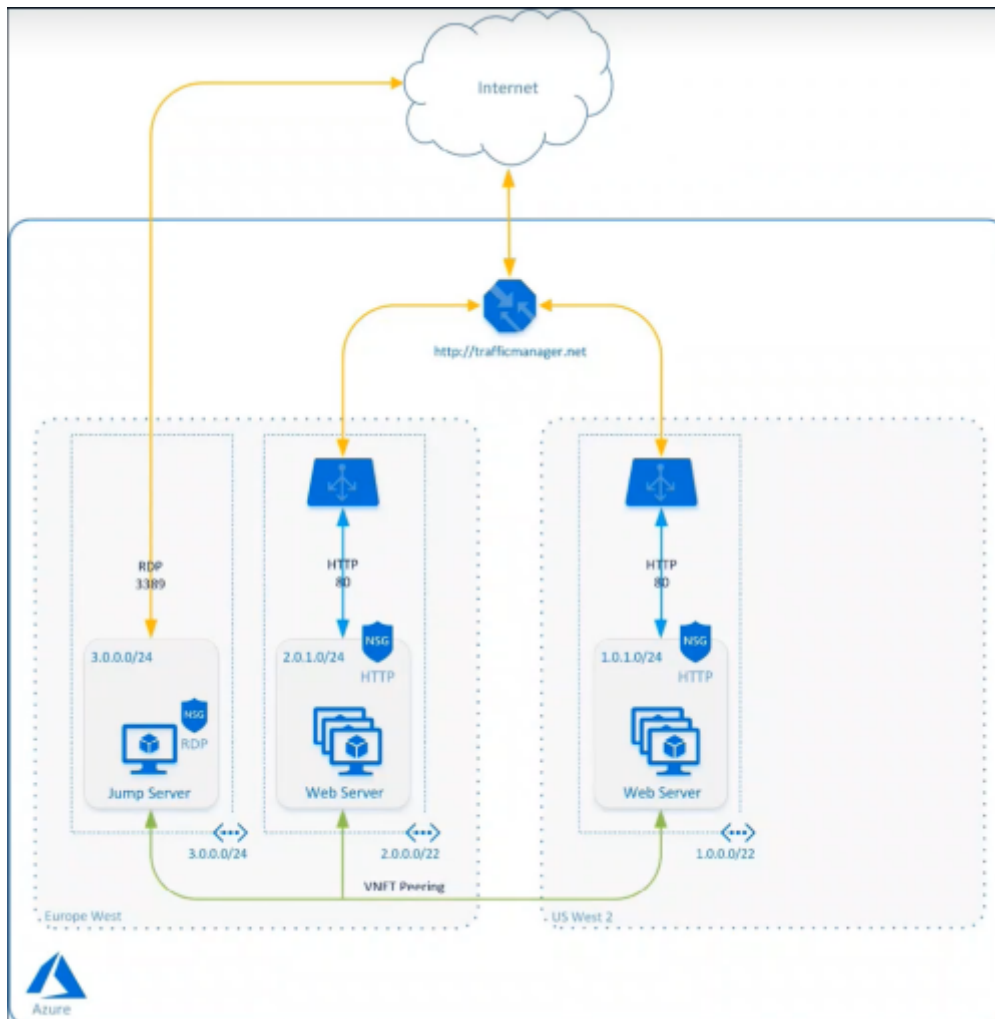 Internet
http://trafficmanager.net
RDP
3389
HTTP
80
HTTP
80
3.0.0.0/24
NSG
RDP
Jump Server
2.0.1.0/24
NSG
HTTP
Web Server
1.0.1.0/24
NSG
HTTP
Web Server
3.0.0.0/24
2.0.0.0/22
1.0.0.0/22
VNET Peering
Europe West
US West 2
Azure